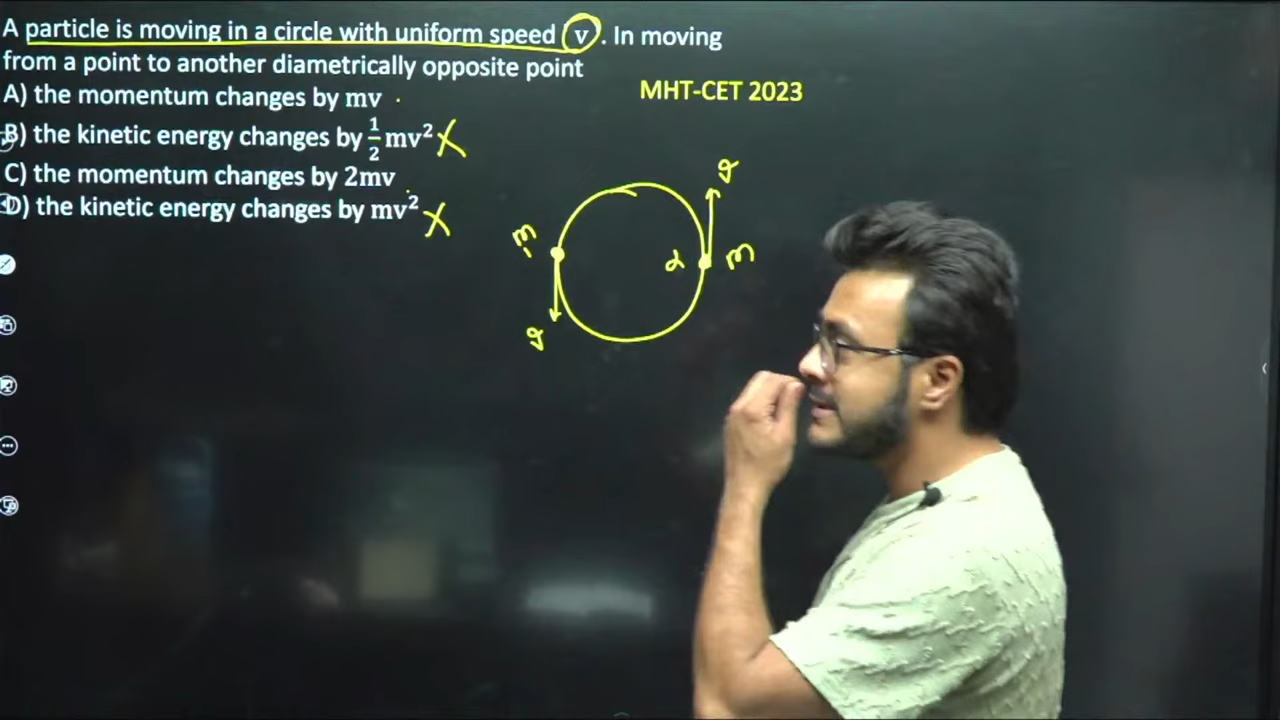 A particle is moving in a circle with uniform speed v . In moving
from a point to another diametrically opposite point
MHT-CET 2023
A) the momentum changes by mv
B) the kinetic energy changes by \frac{1}{2}mv² X
C) the momentum changes by 2mv
D) the kinetic energy changes by mv² X
v
m
m
v